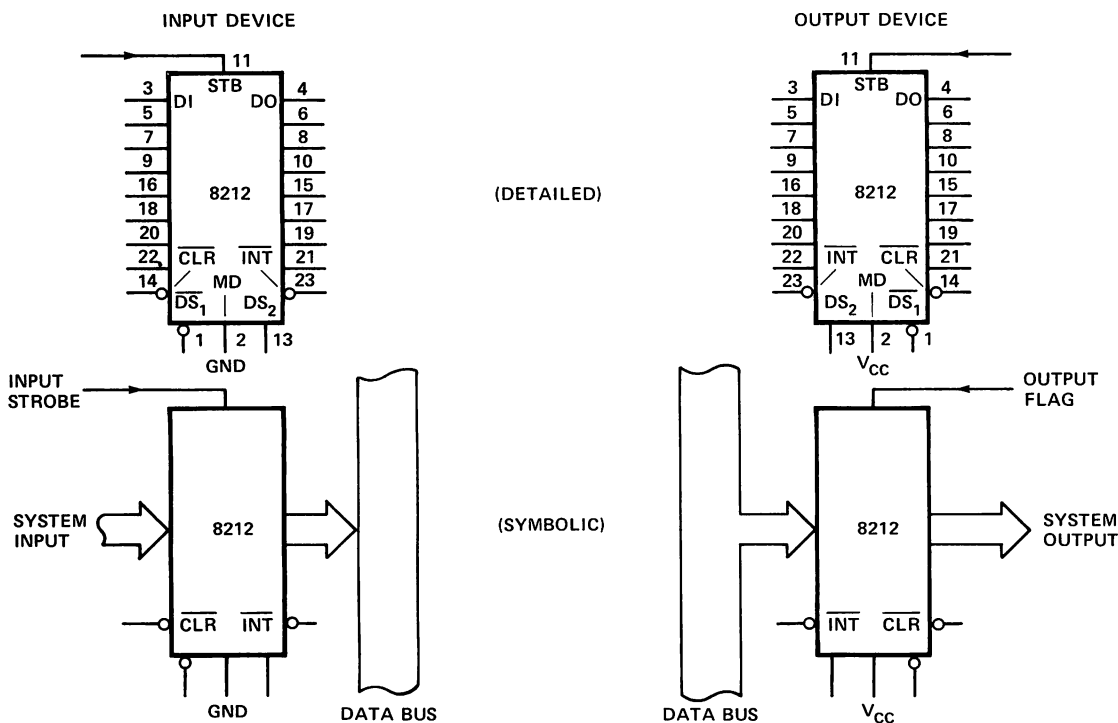 INPUT DEVICE
OUTPUT DEVICE
11
STB
3 DI DO 4
5 6
7 8
9 10
16 8212 15
18 17
20 19
22 CLR INT 21
14 MD 23
DS1 DS2
1 2 13
GND
(DETAILED)
11
STB
3 DI DO 4
5 6
7 8
9 10
16 8212 15
18 17
20 19
22 INT CLR 21
23 MD 14
DS2 DS1
13 2 1
VCC
INPUT
STROBE
SYSTEM
INPUT
8212
CLR INT
GND
DATA BUS
(SYMBOLIC)
OUTPUT
FLAG
8212
SYSTEM
OUTPUT
INT CLR
DATA BUS
VCC